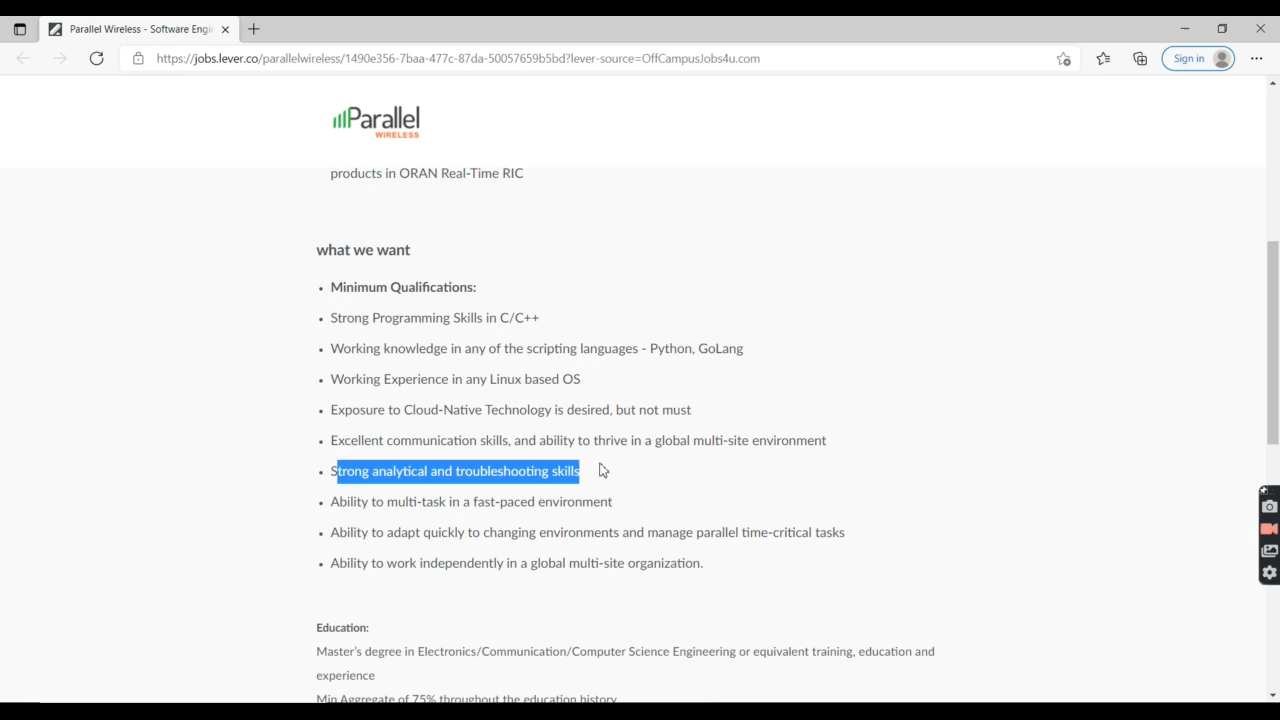 Parallel Wireless - Software Engi
https://jobs.lever.co/parallelwireless/1490e356-7baa-477c-87da-50057659b5bd?lever-source=OffCampusJobs4u.com
Sign in
Parallel
WIRELESS
products in ORAN Real-Time RIC
what we want
• Minimum Qualifications:
• Strong Programming Skills in C/C++
• Working knowledge in any of the scripting languages - Python, GoLang
• Working Experience in any Linux based OS
• Exposure to Cloud-Native Technology is desired, but not must
• Excellent communication skills, and ability to thrive in a global multi-site environment
• Strong analytical and troubleshooting skills
• Ability to multi-task in a fast-paced environment
• Ability to adapt quickly to changing environments and manage parallel time-critical tasks
• Ability to work independently in a global multi-site organization.
Education:
Master's degree in Electronics/Communication/Computer Science Engineering or equivalent training, education and
experience
Min Aggregate of 75% throughout the education history